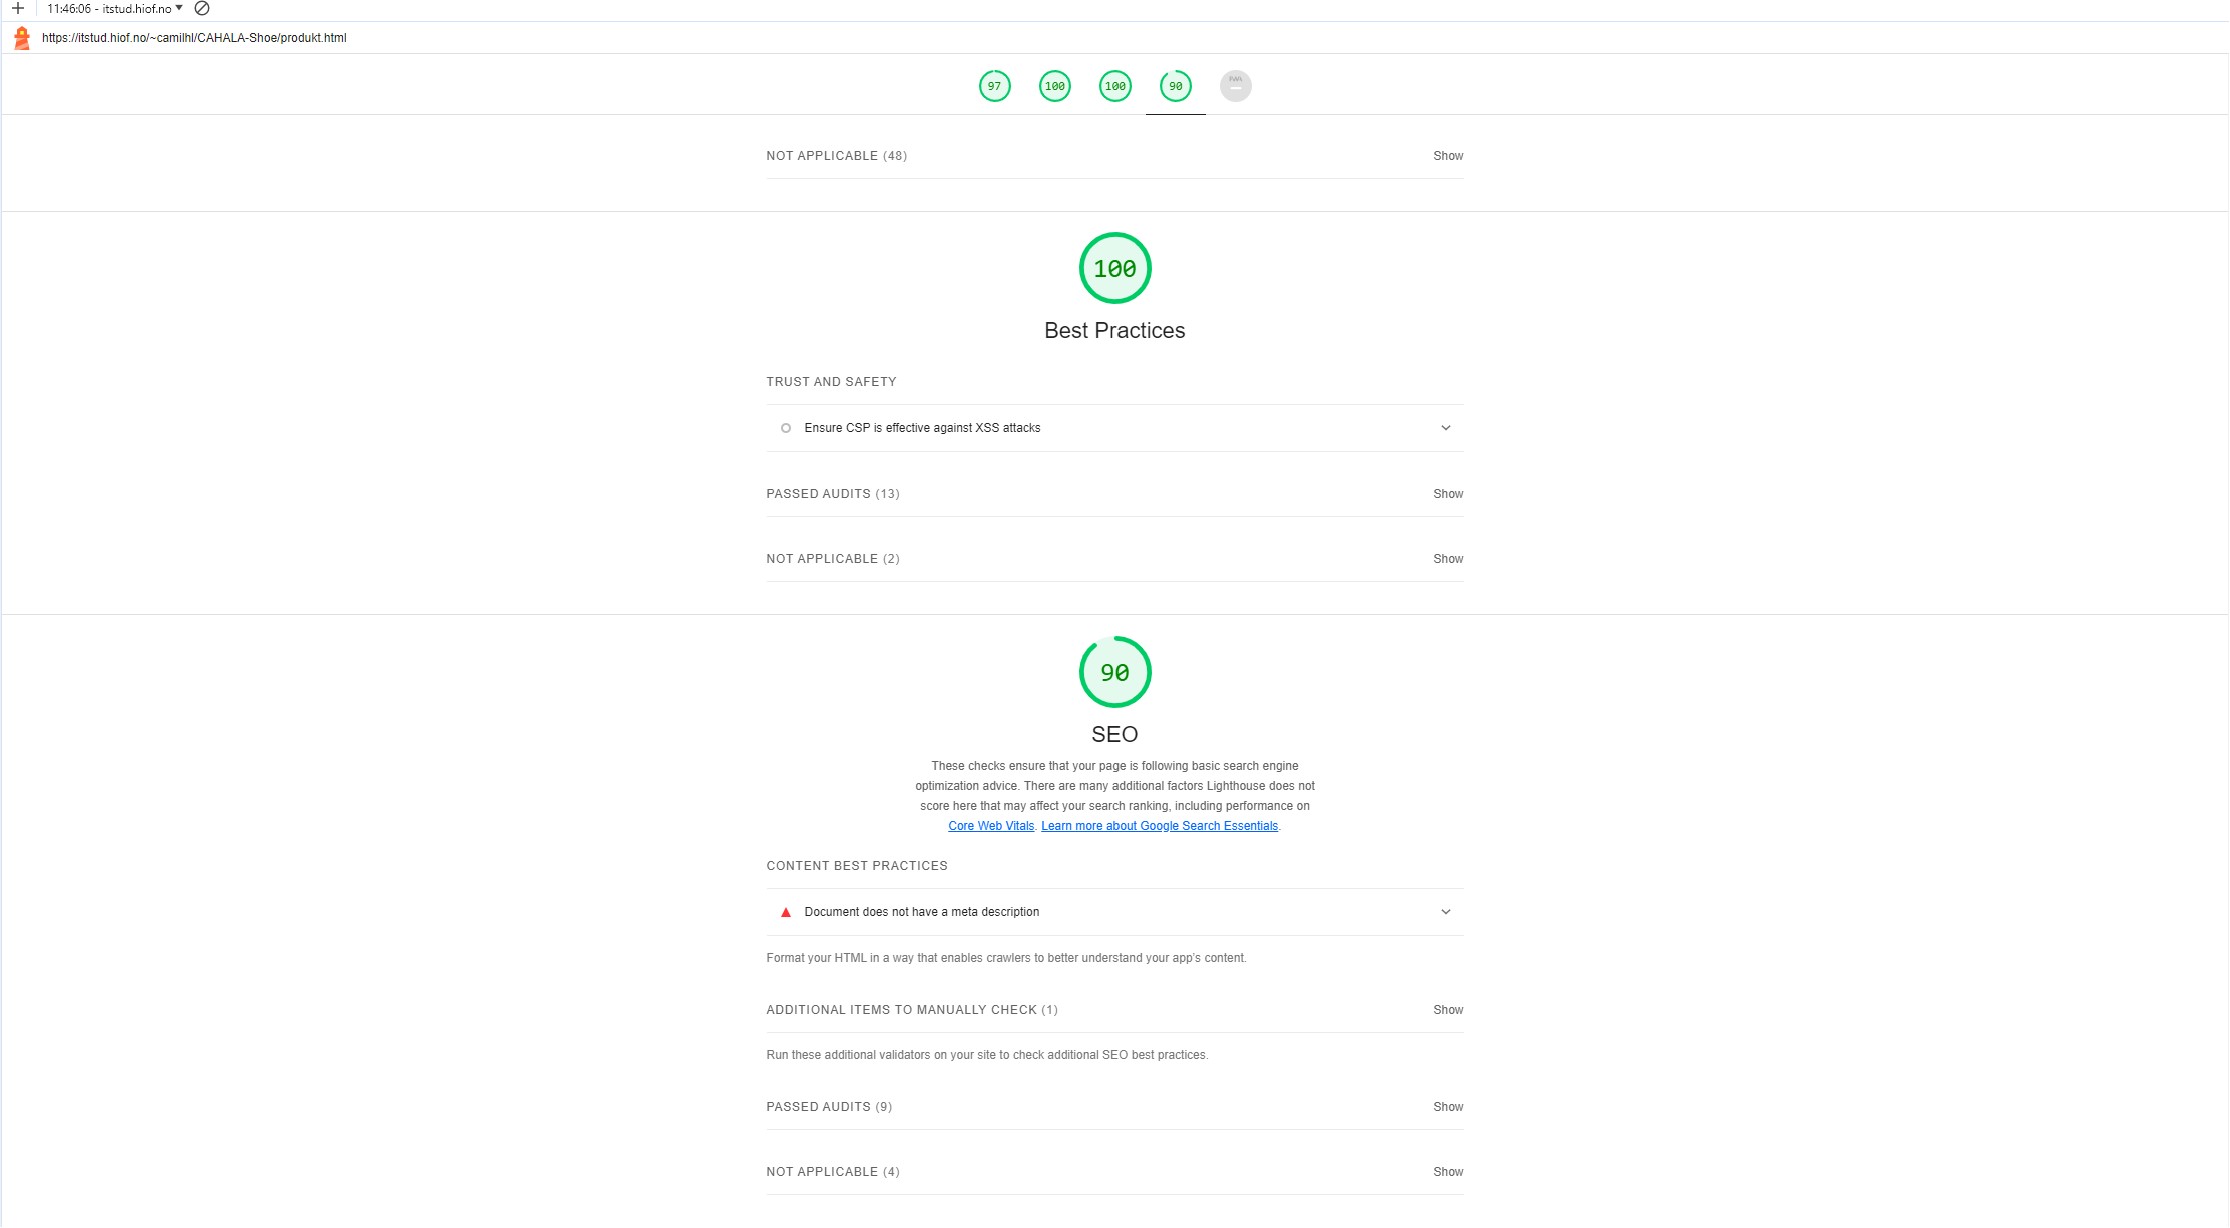 11:46:06 - itstud.hiof.no
https://itstud.hiof.no/~camilhl/CAHALA-Shoe/produkt.html
97 100 100 90 PWA
NOT APPLICABLE (48) Show
100
Best Practices
TRUST AND SAFETY
Ensure CSP is effective against XSS attacks
PASSED AUDITS (13) Show
NOT APPLICABLE (2) Show
90
SEO
These checks ensure that your page is following basic search engine
optimization advice. There are many additional factors Lighthouse does not
score here that may affect your search ranking, including performance on
Core Web Vitals. Learn more about Google Search Essentials.
CONTENT BEST PRACTICES
Document does not have a meta description
Format your HTML in a way that enables crawlers to better understand your app's content.
ADDITIONAL ITEMS TO MANUALLY CHECK (1) Show
Run these additional validators on your site to check additional SEO best practices.
PASSED AUDITS (9) Show
NOT APPLICABLE (4) Show